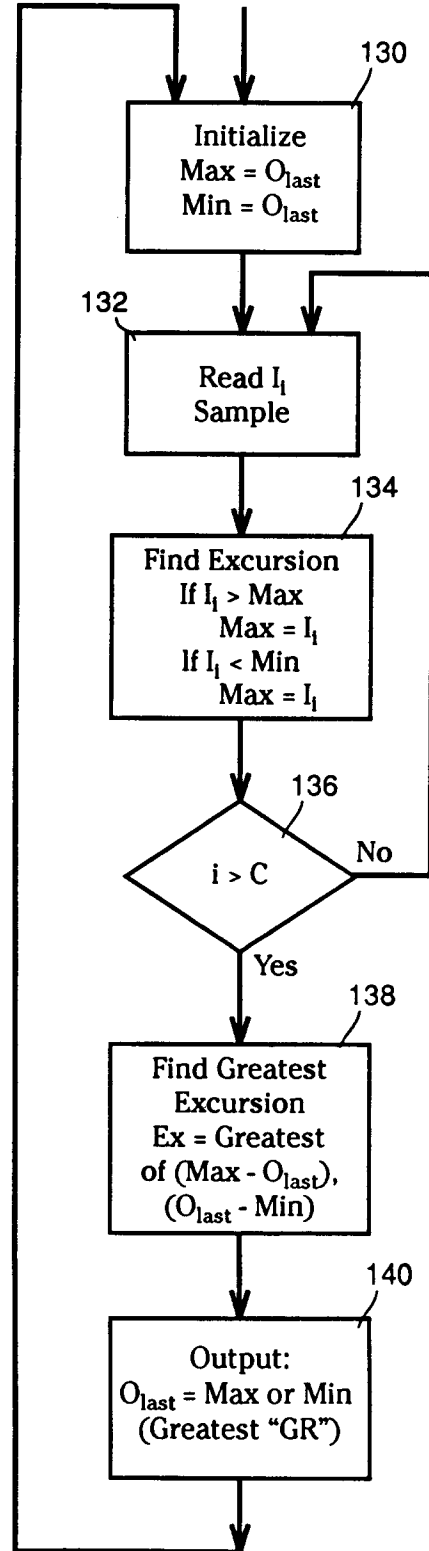 130
Initialize
Max = O_last
Min = O_last
132
Read I_i
Sample
134
Find Excursion
If I_i > Max
Max = I_i
If I_i < Min
Max = I_i
136
i > C
No
Yes
138
Find Greatest
Excursion
Ex = Greatest
of (Max - O_last),
(O_last - Min)
140
Output:
O_last = Max or Min
(Greatest "GR")